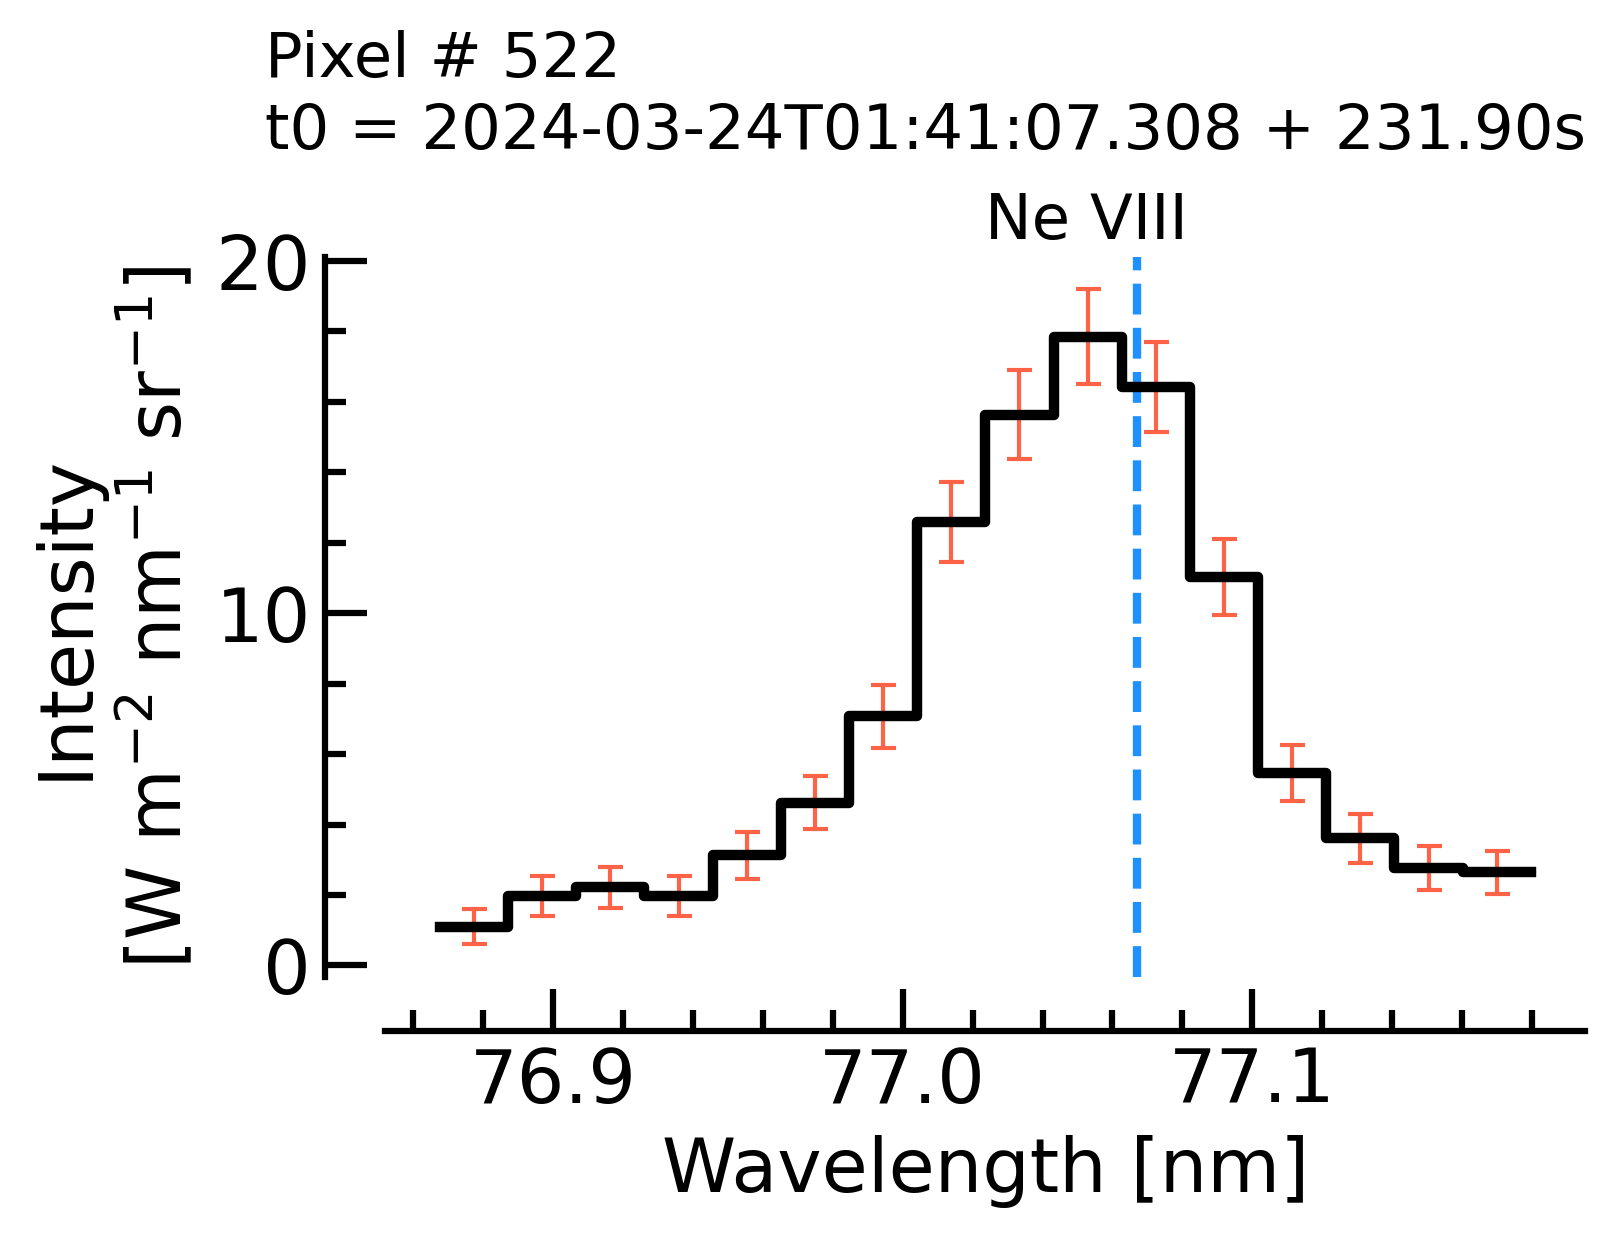 Pixel # 522
t0 = 2024-03-24T01:41:07.308 + 231.90s
Ne VIII
20
10
0
Intensity
[W m⁻² nm⁻¹ sr⁻¹]
76.9 77.0 77.1
Wavelength [nm]